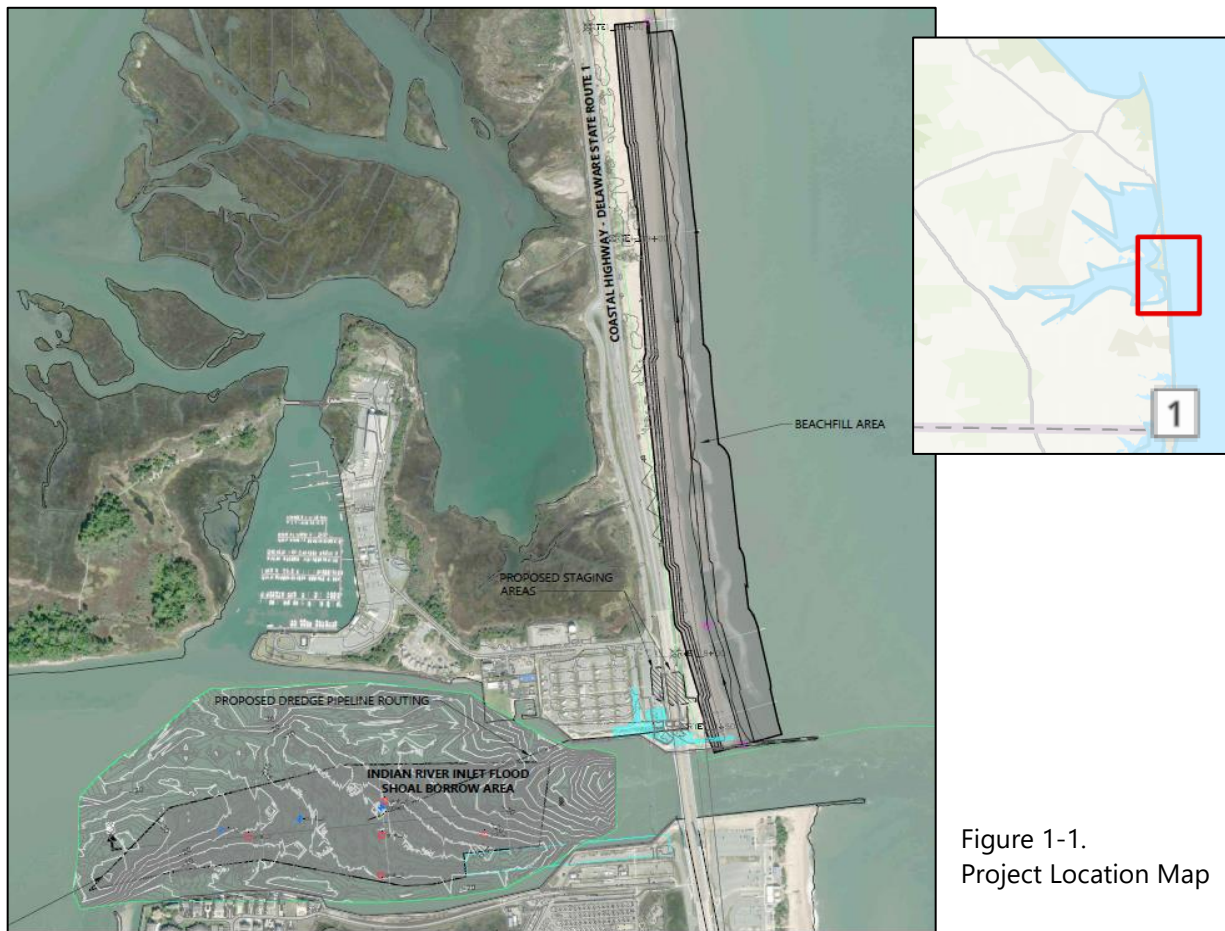 COASTAL HIGHWAY - DELAWARE STATE ROUTE 1
BEACHFILL AREA
PROPOSED STAGING
AREAS
PROPOSED DREDGE PIPELINE ROUTING
INDIAN RIVER INLET FLOOD
SHOAL BORROW AREA
1
Figure 1-1.
Project Location Map